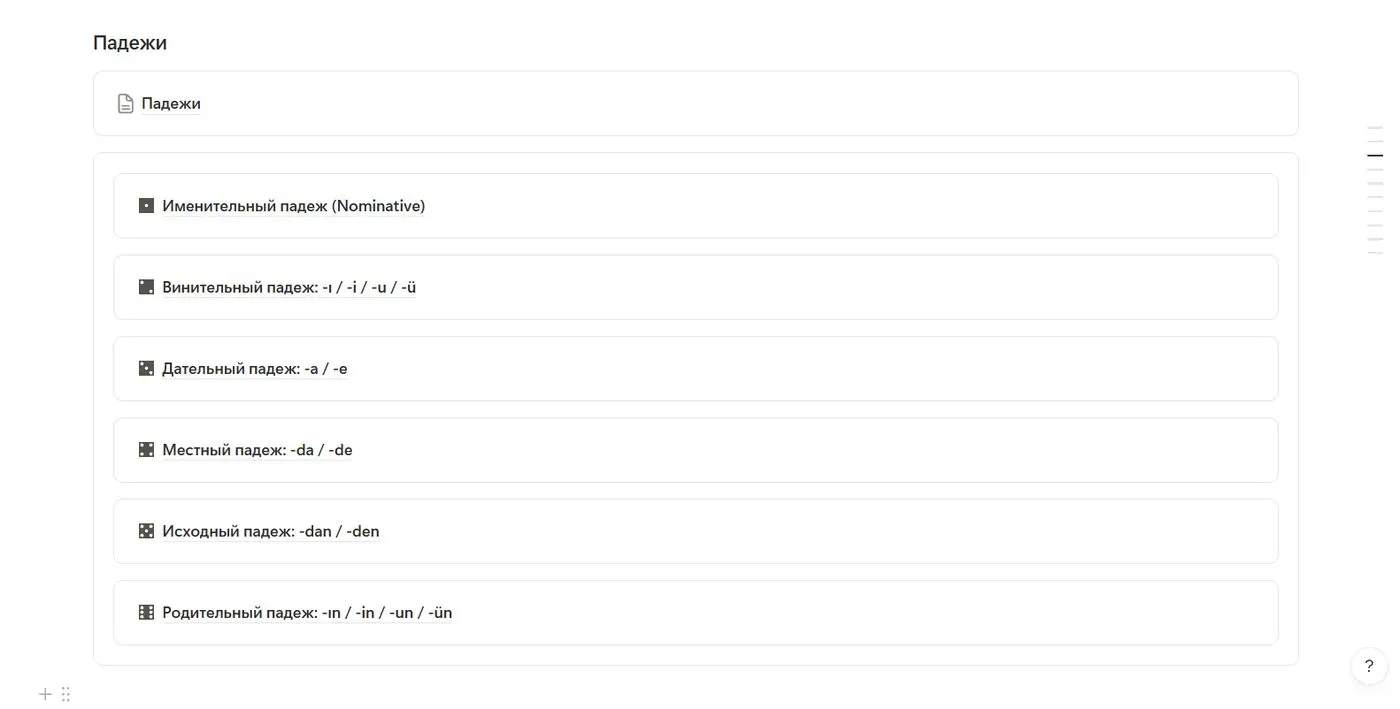 Падежи
Падежи
Именительный падеж (Nominative)
Винительный падеж: -ı / -i / -u / -ü
Дательный падеж: -a / -e
Местный падеж: -da / -de
Исходный падеж: -dan / -den
Родительный падеж: -ın / -in / -un / -ün
?